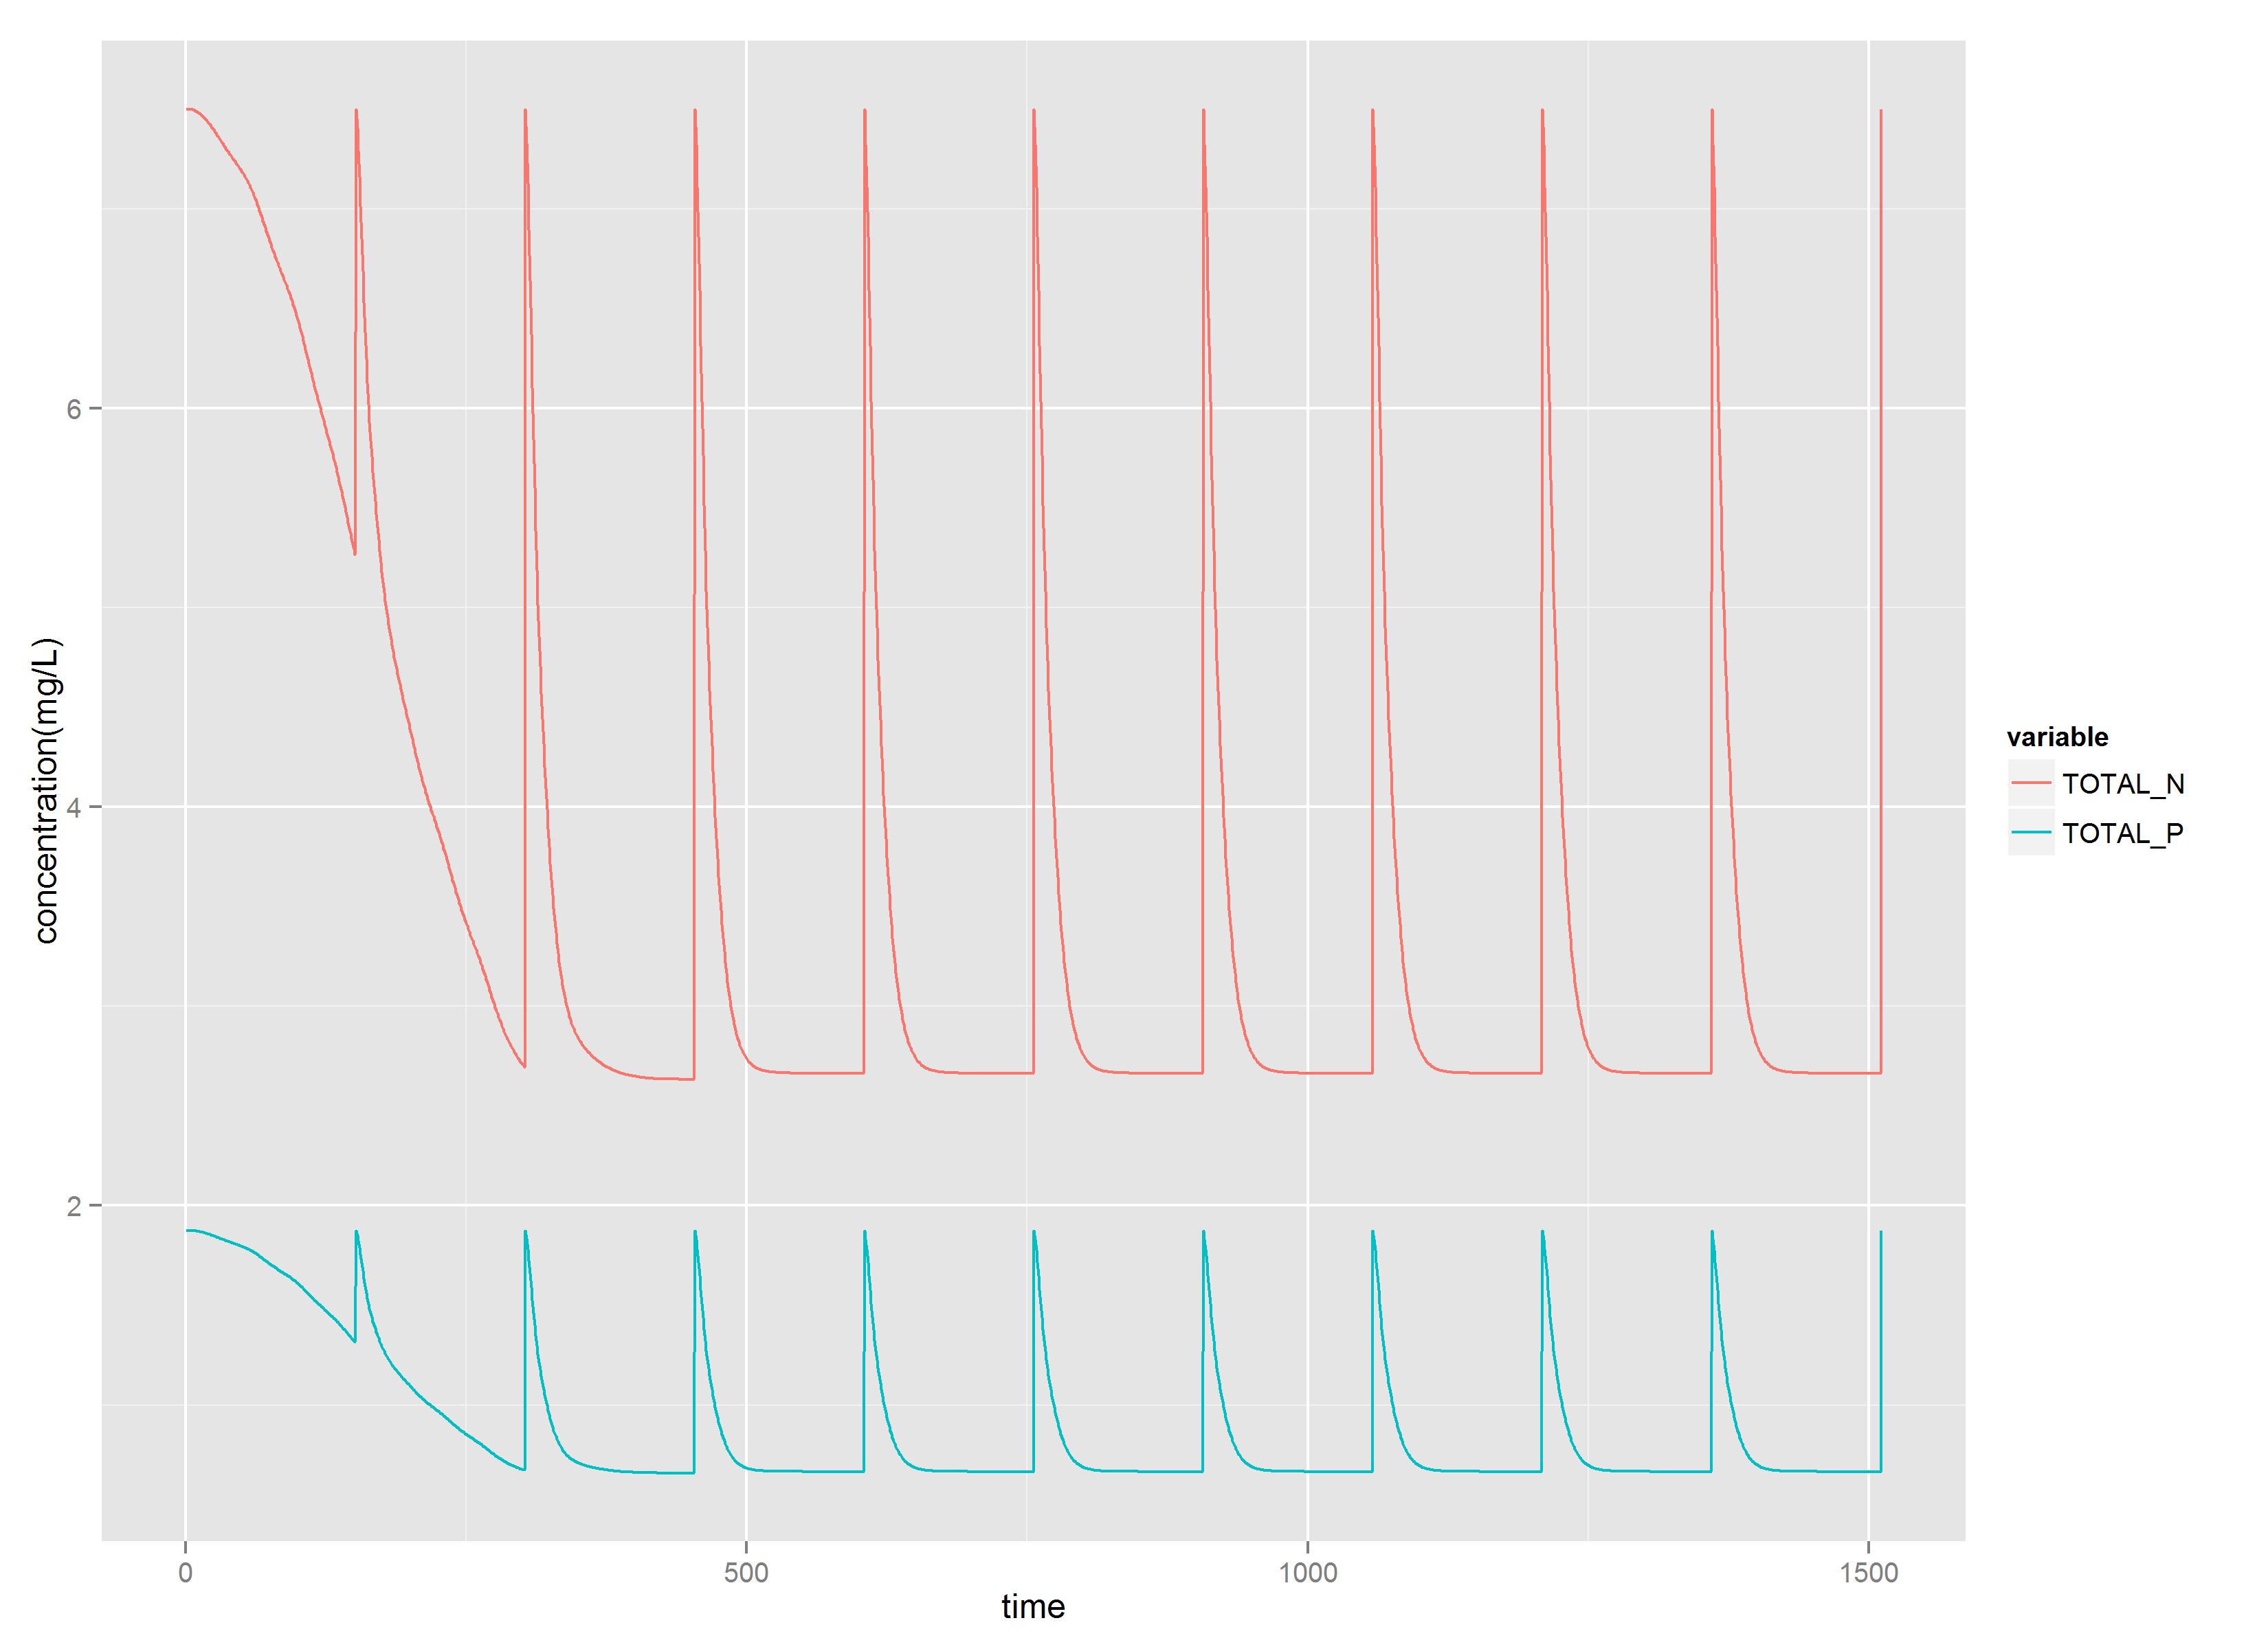 concentration(mg/L)
6
4
2
0 500 1000 1500
time
variable
TOTAL_N
TOTAL_P